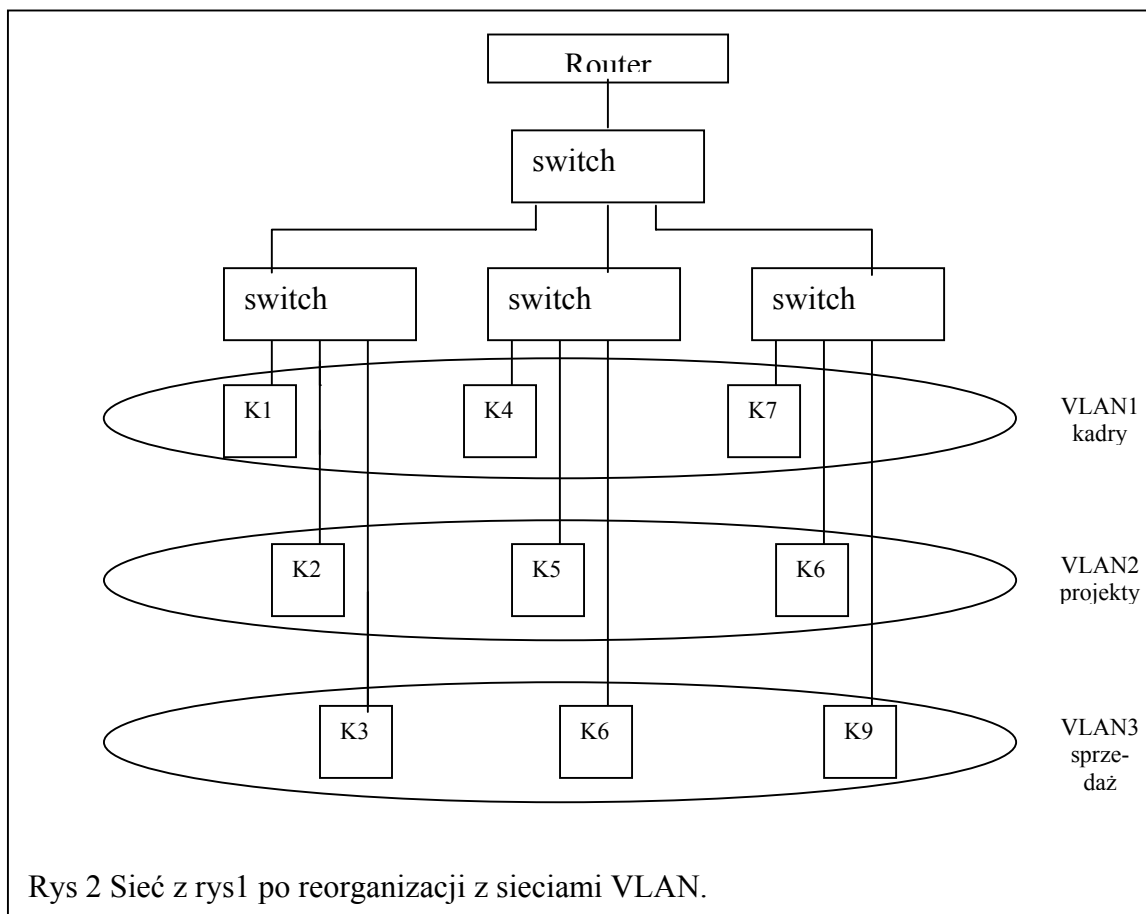 Router
switch
switch
switch
switch
K1
K4
K7
VLAN1
kadry
K2
K5
K6
VLAN2
projekty
K3
K6
K9
VLAN3
sprze-
daż
Rys 2 Sieć z rys1 po reorganizacji z sieciami VLAN.